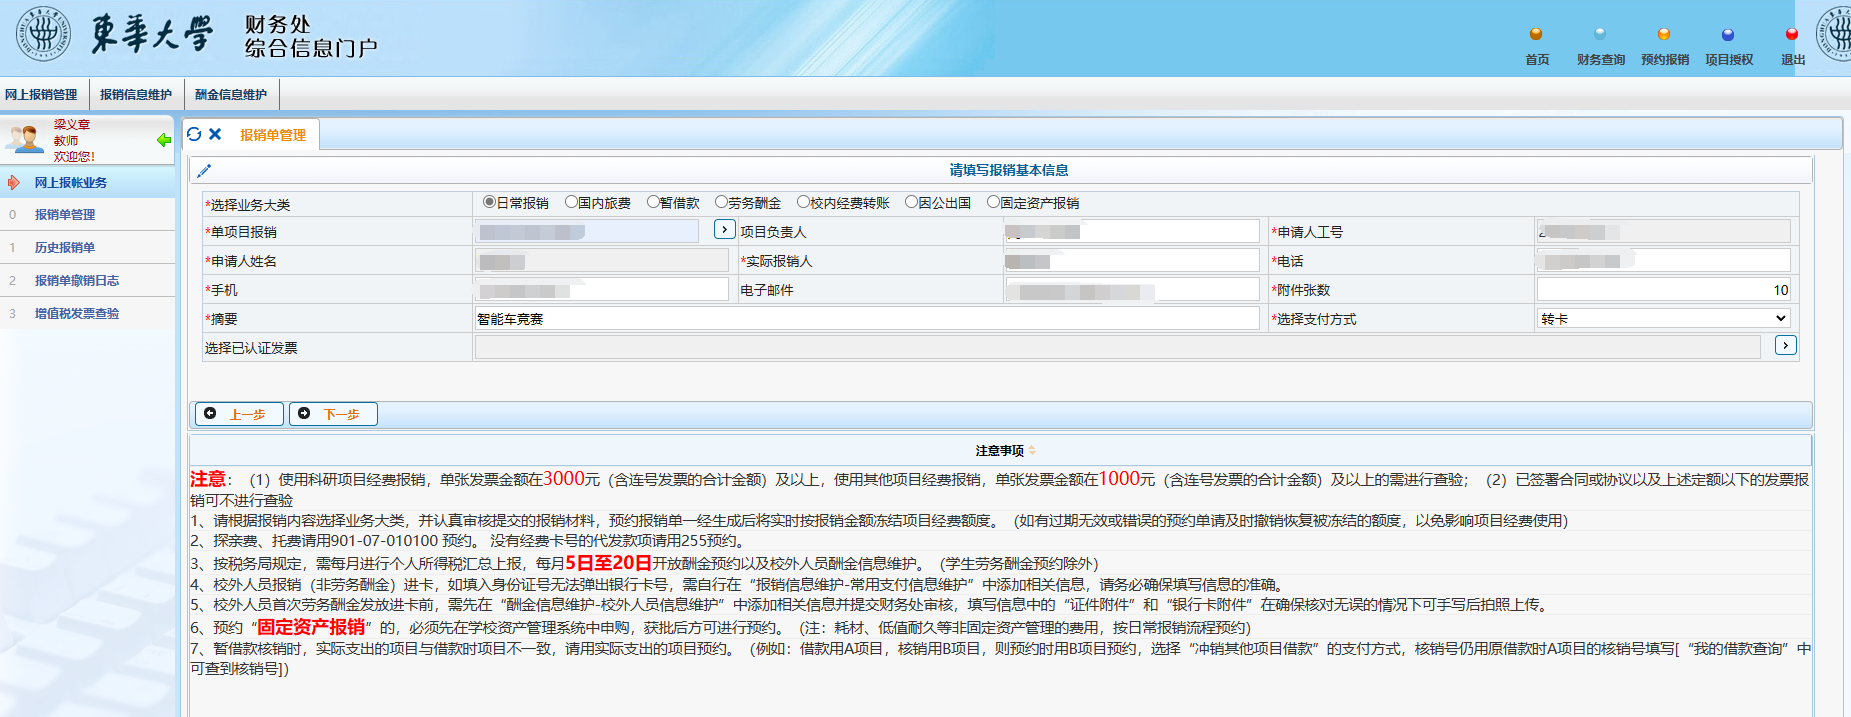 東華大學
财务处
综合信息门户
首页 财务查询 预约报销 项目授权 退出
网上报销管理 报销信息维护 酬金信息维护
梁义章
教师
欢迎您!
网上报帐业务
0 报销单管理
1 历史报销单
2 报销单撤销日志
3 增值税发票查验
报销单管理
请填写报销基本信息
*选择业务大类 日常报销 国内旅费 暂借款 劳务酬金 校内经费转账 因公出国 固定资产报销
*单项目报销 项目负责人 *申请人工号
*申请人姓名 *实际报销人 *电话
*手机 电子邮件 *附件张数 10
*摘要 智能车竞赛 *选择支付方式 转卡
选择已认证发票
上一步 下一步
注意事项
注意：（1）使用科研项目经费报销，单张发票金额在3000元（含连号发票的合计金额）及以上，使用其他项目经费报销，单张发票金额在1000元（含连号发票的合计金额）及以上的需进行查验；（2）已签署合同或协议以及上述定额以下的发票报
销可不进行查验
1、请根据报销内容选择业务大类，并认真审核提交的报销材料，预约报销单一经生成后将实时按报销金额冻结项目经费额度。（如有过期无效或错误的预约单请及时撤销恢复被冻结的额度，以免影响项目经费使用）
2、探亲费、托费请用901-07-010100 预约。 没有经费卡号的代发款项请用255预约。
3、按税务局规定，需每月进行个人所得税汇总上报，每月5日至20日开放酬金预约以及校外人员酬金信息维护。（学生劳务酬金预约除外）
4、校外人员报销（非劳务酬金）进卡，如填入身份证号无法弹出银行卡号，需自行在“报销信息维护-常用支付信息维护”中添加相关信息，请务必确保填写信息的准确。
5、校外人员首次劳务酬金发放进卡前，需先在“酬金信息维护-校外人员信息维护”中添加相关信息并提交财务处审核，填写信息中的“证件附件”和“银行卡附件”在确保核对无误的情况下可手写后拍照上传。
6、预约“固定资产报销”的，必须先在学校资产管理系统中申购，获批后方可进行预约。（注：耗材、低值耐久等非固定资产管理的费用，按日常报销流程预约）
7、暂借款核销时，实际支出的项目与借款时项目不一致，请用实际支出的项目预约。（例如：借款用A项目，核销用B项目，则预约时用B项目预约，选择“冲销其他项目借款”的支付方式，核销号仍用原借款时A项目的核销号填写[“我的借款查询”中
可查到核销号]）